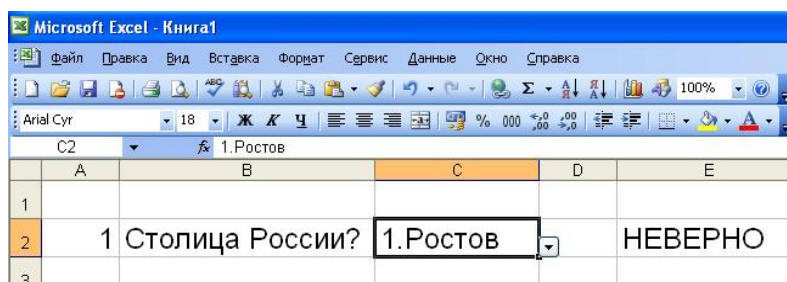 Microsoft Excel - Книга1
Файл Правка Вид Вставка Формат Сервис Данные Окно Справка
100%
Arial Cyr 18 Ж К Ч % 000
C2 fx 1.Ростов
A B C D E
1
2 1 Столица России? 1.Ростов НЕВЕРНО
3